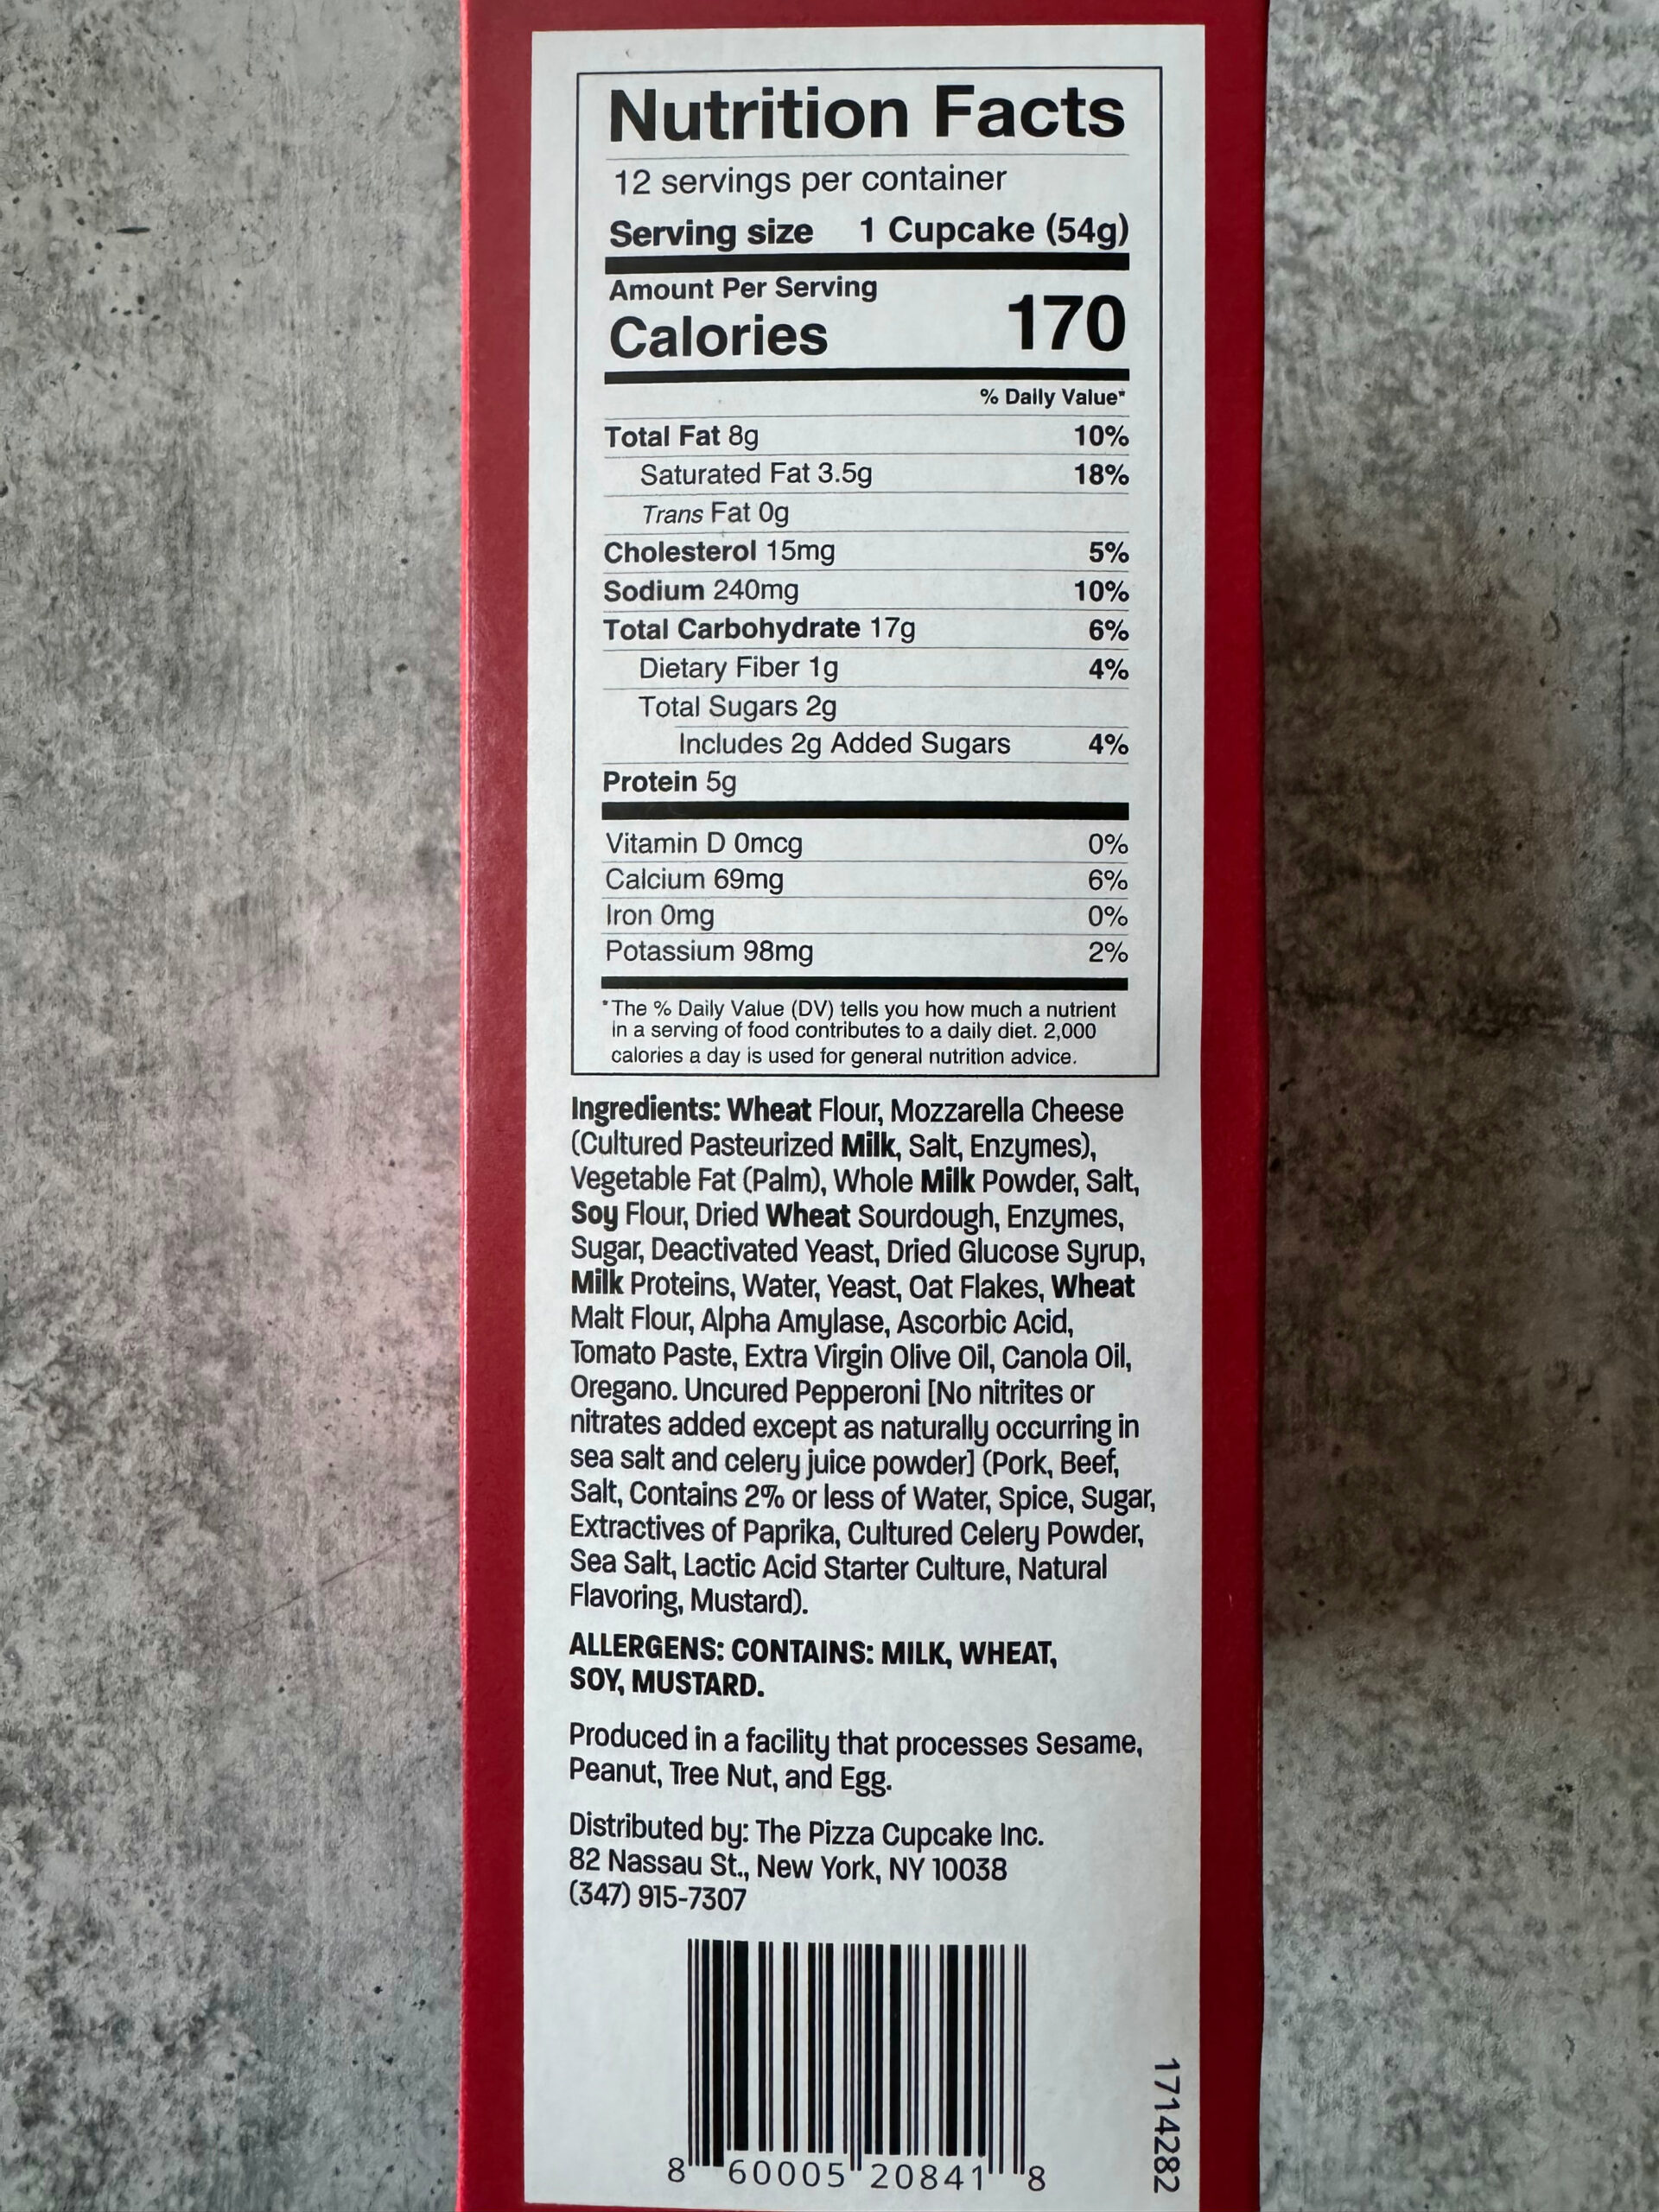 Nutrition Facts
12 servings per container
Serving size 1 Cupcake (54g)
Amount Per Serving
Calories 170
% Daily Value*
Total Fat 8g 10%
Saturated Fat 3.5g 18%
Trans Fat 0g
Cholesterol 15mg 5%
Sodium 240mg 10%
Total Carbohydrate 17g 6%
Dietary Fiber 1g 4%
Total Sugars 2g
Includes 2g Added Sugars 4%
Protein 5g
Vitamin D 0mcg 0%
Calcium 69mg 6%
Iron 0mg 0%
Potassium 98mg 2%
*The % Daily Value (DV) tells you how much a nutrient
in a serving of food contributes to a daily diet. 2,000
calories a day is used for general nutrition advice.
Ingredients: Wheat Flour, Mozzarella Cheese
(Cultured Pasteurized Milk, Salt, Enzymes),
Vegetable Fat (Palm), Whole Milk Powder, Salt,
Soy Flour, Dried Wheat Sourdough, Enzymes,
Sugar, Deactivated Yeast, Dried Glucose Syrup,
Milk Proteins, Water, Yeast, Oat Flakes, Wheat
Malt Flour, Alpha Amylase, Ascorbic Acid,
Tomato Paste, Extra Virgin Olive Oil, Canola Oil,
Oregano. Uncured Pepperoni [No nitrites or
nitrates added except as naturally occurring in
sea salt and celery juice powder] (Pork, Beef,
Salt, Contains 2% or less of Water, Spice, Sugar,
Extractives of Paprika, Cultured Celery Powder,
Sea Salt, Lactic Acid Starter Culture, Natural
Flavoring, Mustard).
ALLERGENS: CONTAINS: MILK, WHEAT,
SOY, MUSTARD.
Produced in a facility that processes Sesame,
Peanut, Tree Nut, and Egg.
Distributed by: The Pizza Cupcake Inc.
82 Nassau St., New York, NY 10038
(347) 915-7307
8 60005 20841 8
1714282